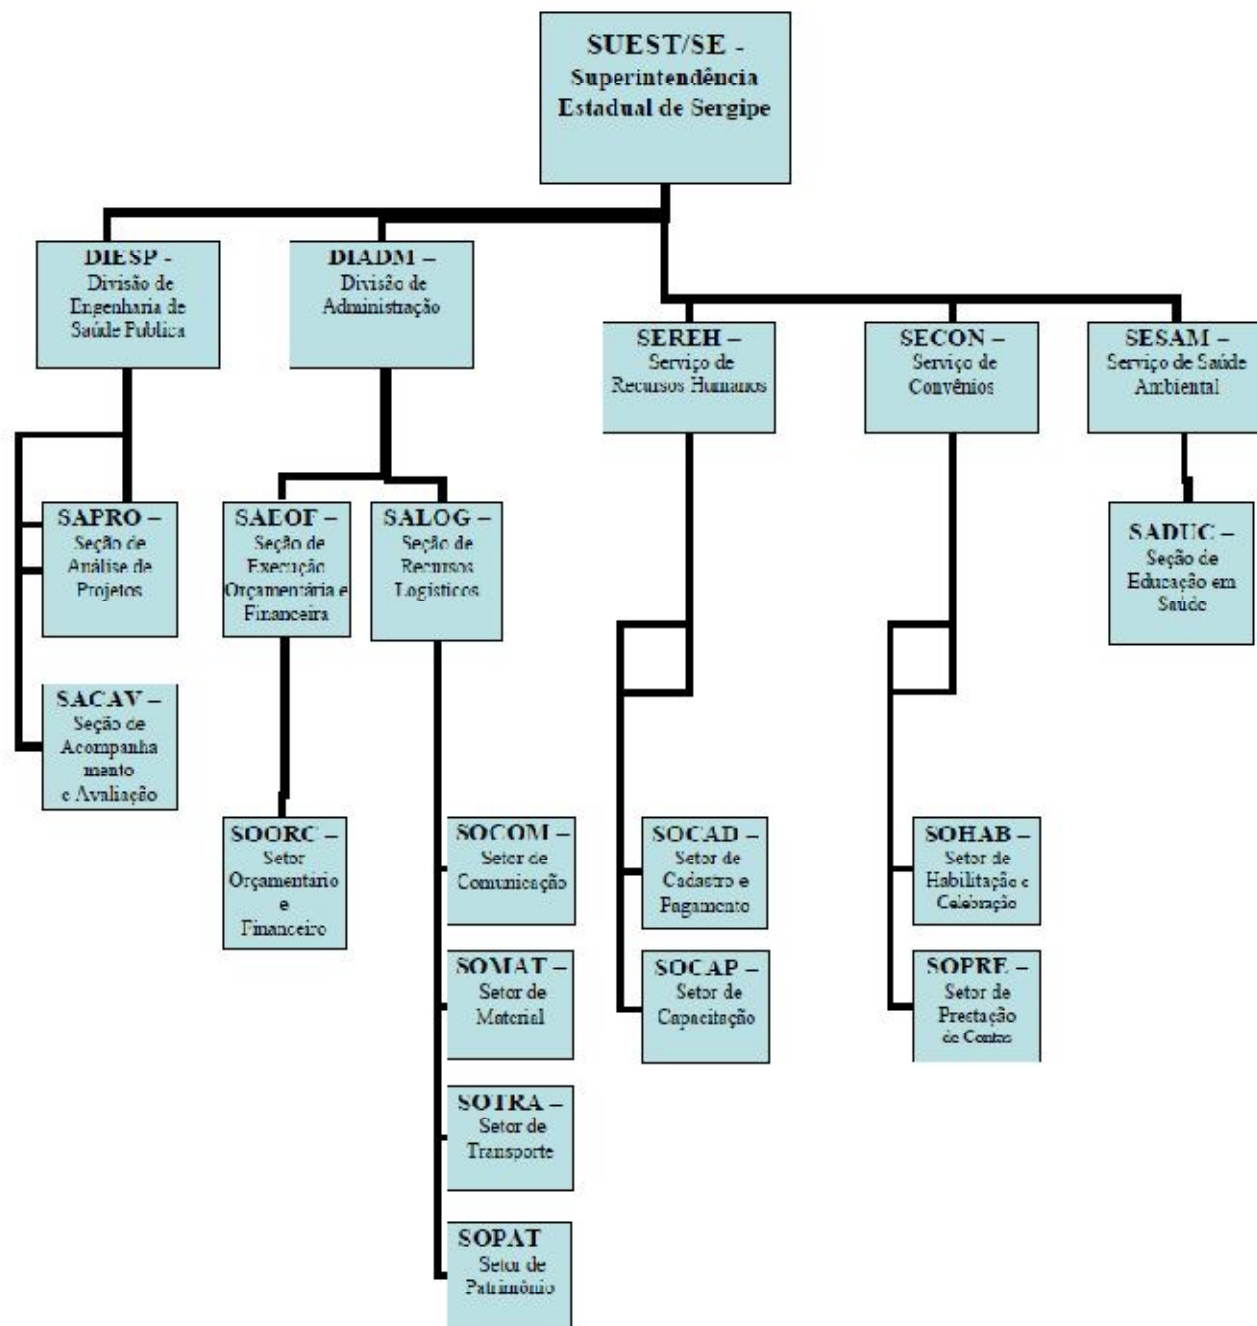 SUEST/SE -
Superintendência
Estadual de Sergipe
DIESP -
Divisão de
Engenharia de
Saúde Publica
DIADM –
Divisão de
Administração
SEREH –
Serviço de
Recursos Humanos
SECON –
Serviço de
Convênios
SESAM –
Serviço de Saúde
Ambiental
SAPRO –
Seção de
Análise de
Projetos
SAEOF –
Seção de
Execução
Orçamentária e
Financeira
SALOG –
Seção de
Recursos
Logísticos
SADUC –
Seção de
Educação em
Saúde
SACAV –
Seção de
Acompanha
mento
e Avaliação
SOORC –
Setor
Orçamentário
e
Financeiro
SOCOM –
Setor de
Comunicação
SOCAD –
Setor de
Cadastro e
Pagamento
SOHAB –
Setor de
Habilitação e
Celebração
SOMAT –
Setor de
Material
SOCAP –
Setor de
Capacitação
SOPRE –
Setor de
Prestação
de Contas
SOTRA –
Setor de
Transporte
SOPAT
Setor de
Patrimônio